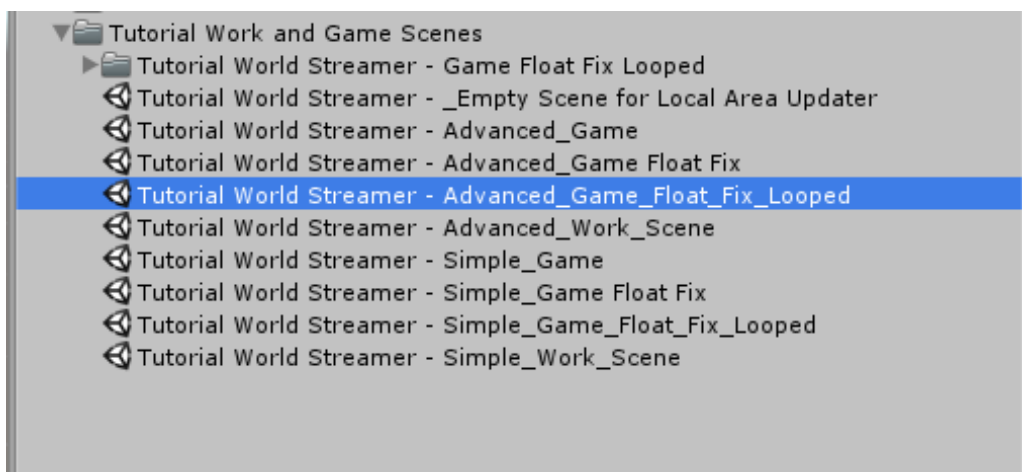 Tutorial Work and Game Scenes
Tutorial World Streamer - Game Float Fix Looped
Tutorial World Streamer - _Empty Scene for Local Area Updater
Tutorial World Streamer - Advanced_Game
Tutorial World Streamer - Advanced_Game Float Fix
Tutorial World Streamer - Advanced_Game_Float_Fix_Looped
Tutorial World Streamer - Advanced_Work_Scene
Tutorial World Streamer - Simple_Game
Tutorial World Streamer - Simple_Game Float Fix
Tutorial World Streamer - Simple_Game_Float_Fix_Looped
Tutorial World Streamer - Simple_Work_Scene